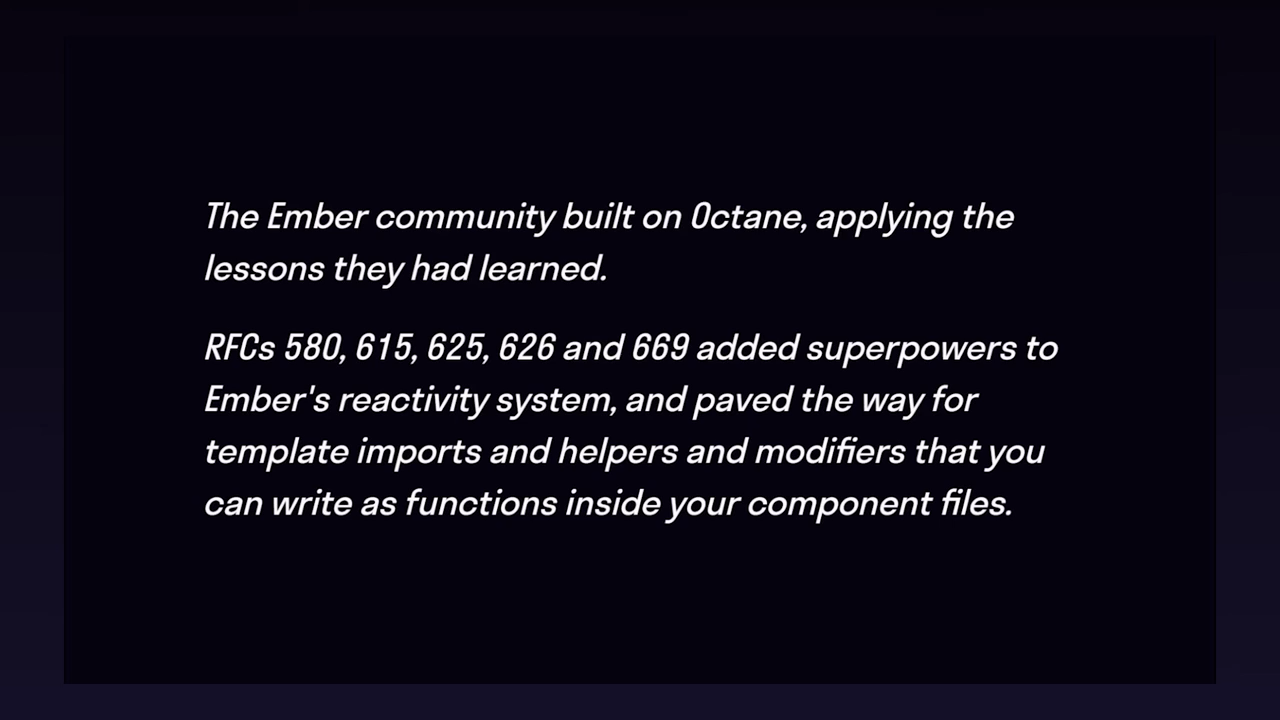 The Ember community built on Octane, applying the
lessons they had learned.
RFCs 580, 615, 625, 626 and 669 added superpowers to
Ember's reactivity system, and paved the way for
template imports and helpers and modifiers that you
can write as functions inside your component files.